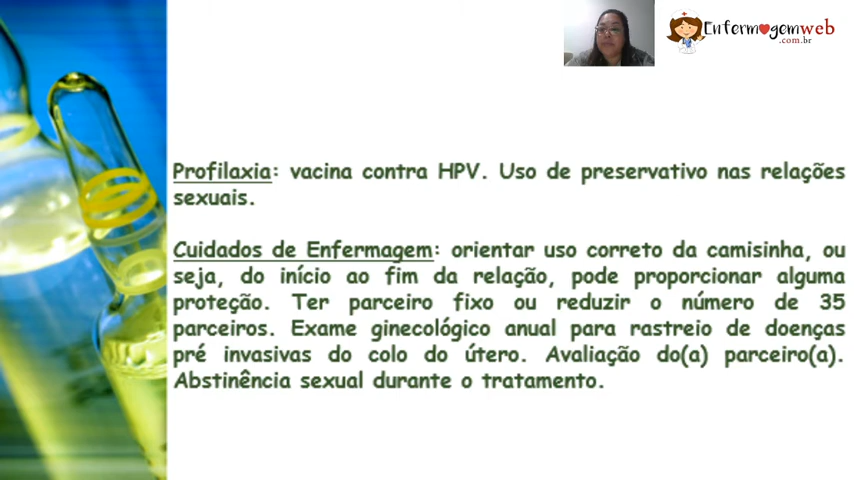 Enfermagemweb
.com.br
Profilaxia: vacina contra HPV. Uso de preservativo nas relações
sexuais.
Cuidados de Enfermagem: orientar uso correto da camisinha, ou
seja, do início ao fim da relação, pode proporcionar alguma
proteção. Ter parceiro fixo ou reduzir o número de 35
parceiros. Exame ginecológico anual para rastreio de doenças
pré invasivas do colo do útero. Avaliação do(a) parceiro(a).
Abstinência sexual durante o tratamento.